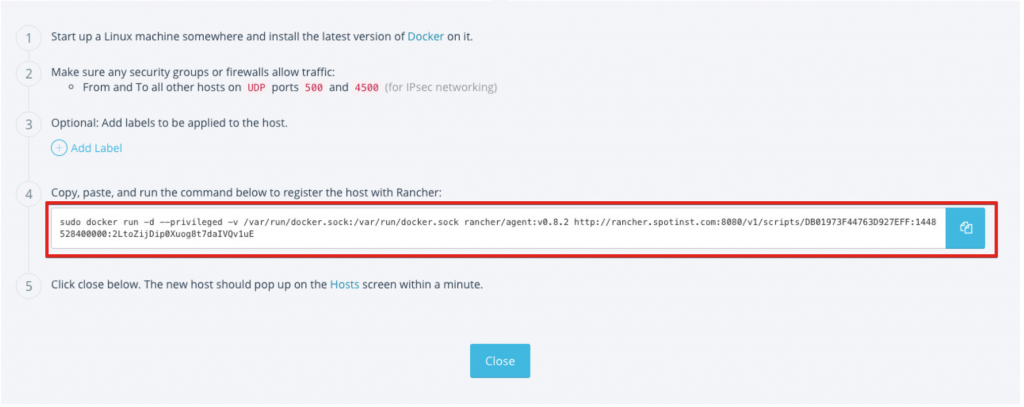 1 Start up a Linux machine somewhere and install the latest version of Docker on it.
2 Make sure any security groups or firewalls allow traffic:
From and To all other hosts on UDP ports 500 and 4500 (for IPsec networking)
3 Optional: Add labels to be applied to the host.
+ Add Label
4 Copy, paste, and run the command below to register the host with Rancher:
sudo docker run -d --privileged -v /var/run/docker.sock:/var/run/docker.sock rancher/agent:v0.8.2 http://rancher.spotinst.com:8080/v1/scripts/DB01973F44763D927EFF:1448
528400000:2LtoZijDip0Xuog8t7daIVQv1uE
5 Click close below. The new host should pop up on the Hosts screen within a minute.
Close